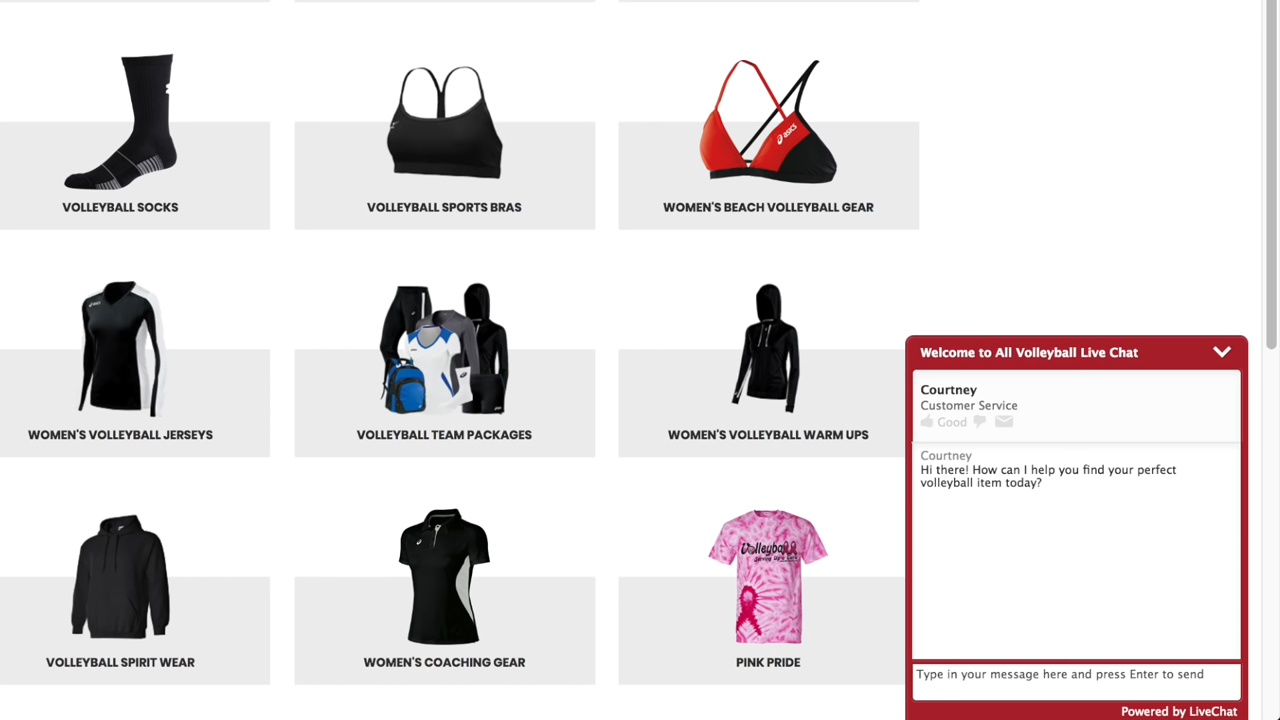 asics
VOLLEYBALL SOCKS
VOLLEYBALL SPORTS BRAS
WOMEN'S BEACH VOLLEYBALL GEAR
WOMEN'S VOLLEYBALL JERSEYS
VOLLEYBALL TEAM PACKAGES
WOMEN'S VOLLEYBALL WARM UPS
Volleyball
VOLLEYBALL SPIRIT WEAR
WOMEN'S COACHING GEAR
PINK PRIDE
Welcome to All Volleyball Live Chat
Courtney
Customer Service
Good
Courtney
Hi there! How can I help you find your perfect
volleyball item today?
Type in your message here and press Enter to send
Powered by LiveChat